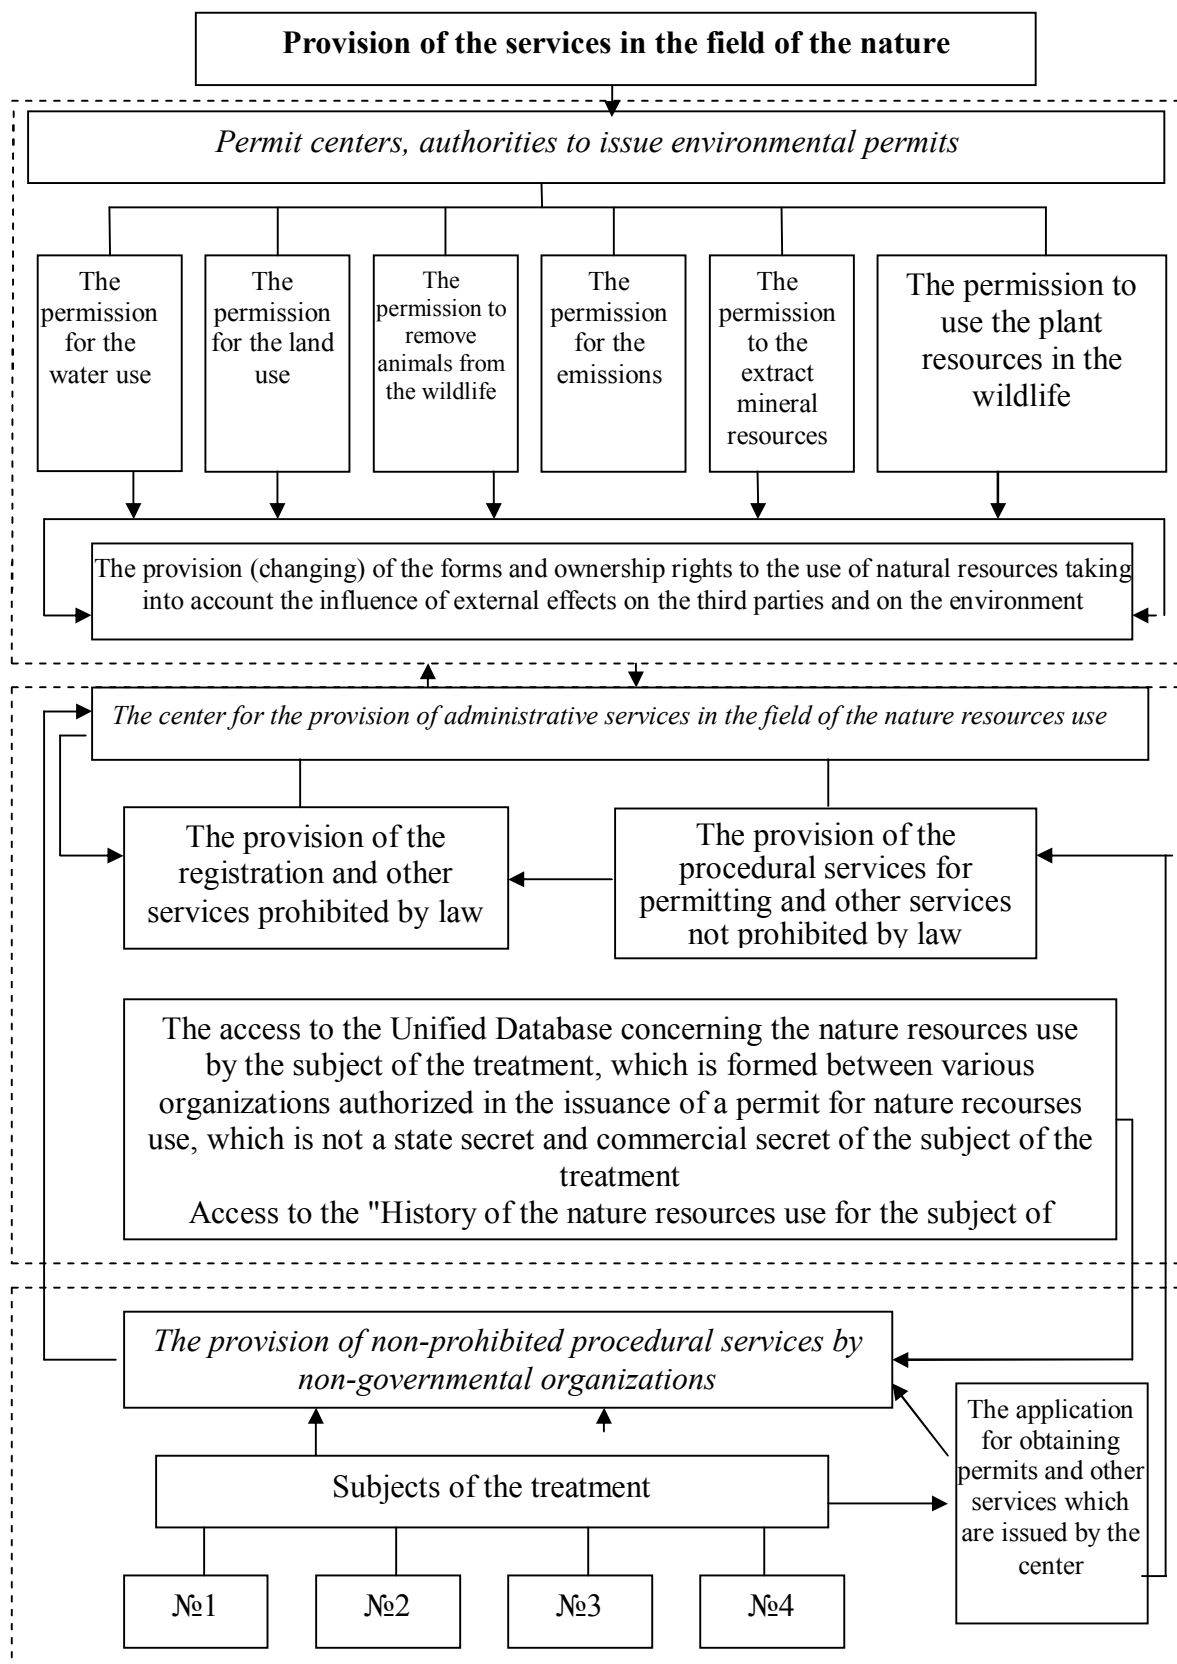 Provision of the services in the field of the nature
Permit centers, authorities to issue environmental permits
The
permission
for the
water use
The
permission
for the land
use
The
permission to
remove
animals from
the wildlife
The
permission
for the
emissions
The
permission
to the
extract
mineral
resources
The permission to
use the plant
resources in the
wildlife
The provision (changing) of the forms and ownership rights to the use of natural resources taking
into account the influence of external effects on the third parties and on the environment
The center for the provision of administrative services in the field of the nature resources use
The provision of the
registration and other
services prohibited by law
The provision of the
procedural services for
permitting and other services
not prohibited by law
The access to the Unified Database concerning the nature resources use
by the subject of the treatment, which is formed between various
organizations authorized in the issuance of a permit for nature recourses
use, which is not a state secret and commercial secret of the subject of the
treatment
Access to the "History of the nature resources use for the subject of
The provision of non-prohibited procedural services by
non-governmental organizations
The application
for obtaining
permits and other
services which
are issued by the
center
Subjects of the treatment
№1
№2
№3
№4